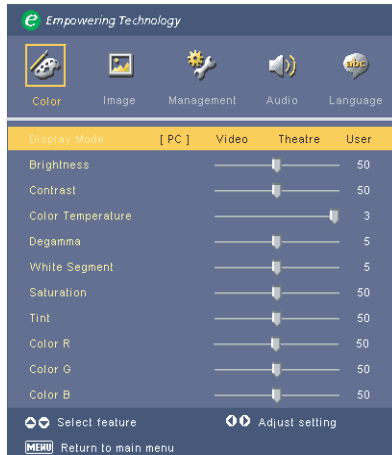 e Empowering Technology
Color Image Management abc Audio Language
Display Mode [ PC ] Video Theatre User
Brightness 50
Contrast 50
Color Temperature 3
Degamma 5
White Segment 5
Saturation 50
Tint 50
Color R 50
Color G 50
Color B 50
Select feature Adjust setting
MENU Return to main menu